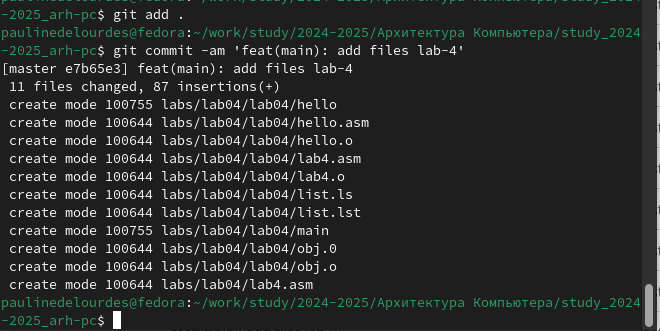 -2025_arh-pc$ git add .
paulinedelourdes@fedora:~/work/study/2024-2025/Архитектура Компьютера/study_2024
-2025_arh-pc$ git commit -am 'feat(main): add files lab-4'
[master e7b65e3] feat(main): add files lab-4
 11 files changed, 87 insertions(+)
 create mode 100755 labs/lab04/lab04/hello
 create mode 100644 labs/lab04/lab04/hello.asm
 create mode 100644 labs/lab04/lab04/hello.o
 create mode 100644 labs/lab04/lab04/lab4.asm
 create mode 100644 labs/lab04/lab04/lab4.o
 create mode 100644 labs/lab04/lab04/list.ls
 create mode 100644 labs/lab04/lab04/list.lst
 create mode 100755 labs/lab04/lab04/main
 create mode 100644 labs/lab04/lab04/obj.0
 create mode 100644 labs/lab04/lab04/obj.o
 create mode 100644 labs/lab04/lab4.asm
paulinedelourdes@fedora:~/work/study/2024-2025/Архитектура Компьютера/study_2024
-2025_arh-pc$